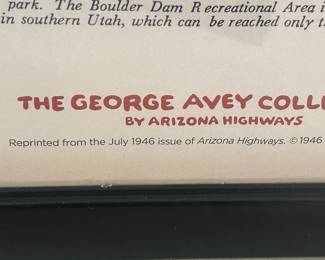 park. The Boulder Dam Recreational Area i
in southern Utah, which can be reached only t
THE GEORGE AVEY COLLE
BY ARIZONA HIGHWAYS
Reprinted from the July 1946 issue of Arizona Highways. ©1946